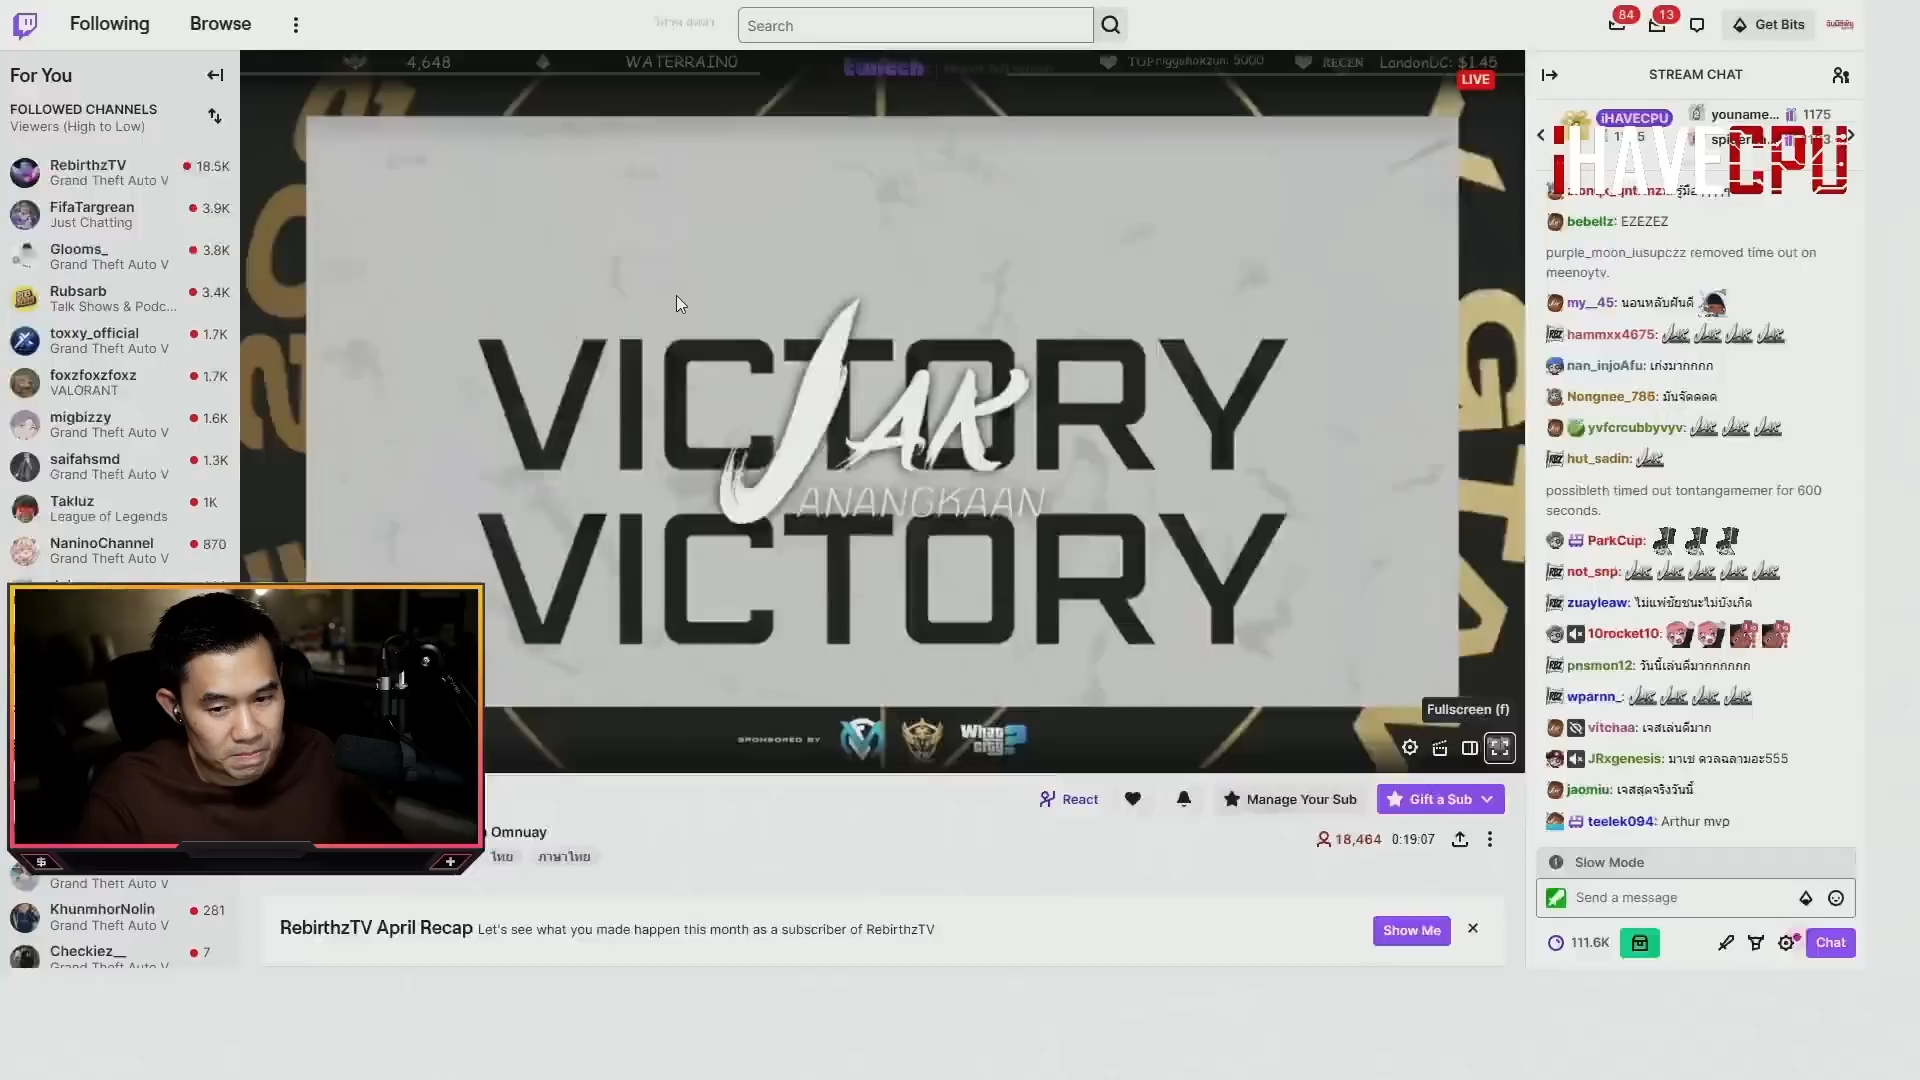 Following
Browse
Search
84
13
Get Bits
For You
FOLLOWED CHANNELS
Viewers (High to Low)
RebirthzTV
18.5K
Grand Theft Auto V
FifaTargrean
3.9K
Just Chatting
Glooms_
3.8K
Grand Theft Auto V
Rubsarb
3.4K
Talk Shows & Podc...
toxxy_official
1.7K
Grand Theft Auto V
foxzfoxzfoxz
1.7K
VALORANT
migbizzy
1.6K
Grand Theft Auto V
saifahsmd
1.3K
Grand Theft Auto V
Takluz
1K
League of Legends
NaninoChannel
870
Grand Theft Auto V
Grand Theft Auto V
KhunmhorNolin
281
Grand Theft Auto V
Checkiez__
7
4,648
WATERRAIN0
LandonDC: $1.45
LIVE
VICTORY
JAK
ANANGKAAN
VICTORY
SPONSORED BY
What City?
Fullscreen (f)
React
Manage Your Sub
Gift a Sub
Omnuay
ไทย
ภาษาไทย
18,464
0:19:07
RebirthzTV April Recap
Let's see what you made happen this month as a subscriber of RebirthzTV
Show Me
STREAM CHAT
iHAVECPU
youname...
1175
iHAVECPU
bebellz: EZEZEZ
purple_moon_iusupczz removed time out on
meenoytv.
my__45: นอนหลับฝันดี
hammxx4675:
nan_injoAfu: เก่งมากกกก
Nongnee_786: มันจัดดดด
yvfcrcubbyvyv:
hut_sadin:
possibleth timed out tontangamemer for 600
seconds.
ParkCup:
not_snp:
zuayleaw: ไม่แพ้ชัยชนะไม่บังเกิด
10rocket10:
pnsmon12: วันนี้เล่นดีมากกกกกก
wparnn_:
vitchaa: เจสเล่นดีมาก
JRxgenesis: มาเช ดวลฉลามอะ555
jaomiu: เจสสุดจริงวันนี้
teelek094: Arthur mvp
Slow Mode
Send a message
111.6K
Chat